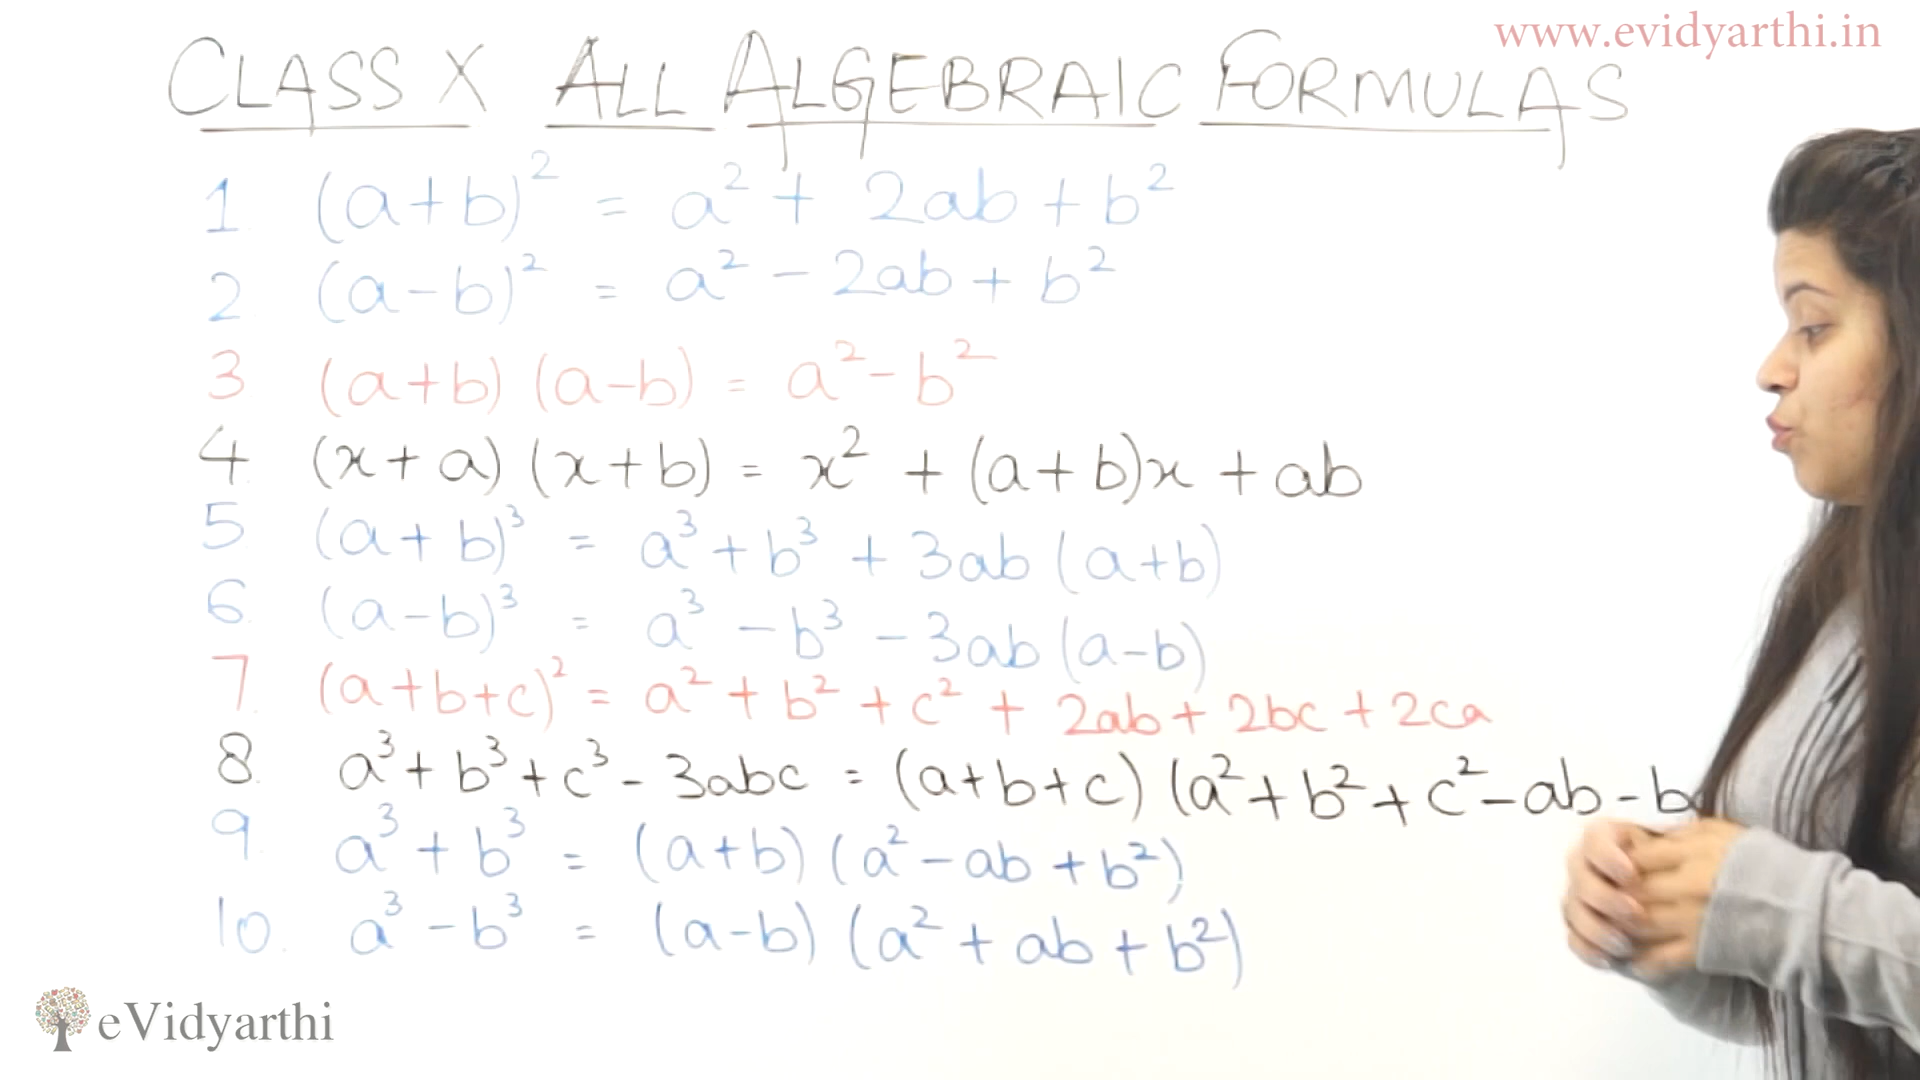 www.evidyarthi.in
CLASS X ALL ALGEBRAIC FORMULAS
1 (a+b)² = a² + 2ab + b²
2 (a-b)² = a² - 2ab + b²
3 (a+b) (a-b) = a² - b²
4 (x+a) (x+b) = x² + (a+b)x + ab
5 (a+b)³ = a³ + b³ + 3ab (a+b)
6 (a-b)³ = a³ - b³ - 3ab (a-b)
7 (a+b+c)² = a² + b² + c² + 2ab + 2bc + 2ca
8. a³ + b³ + c³ - 3abc = (a+b+c) (a² + b² + c² - ab - b
9. a³ + b³ = (a+b) (a² - ab + b²)
10. a³ - b³ = (a-b) (a² + ab + b²)
eVidyarthi